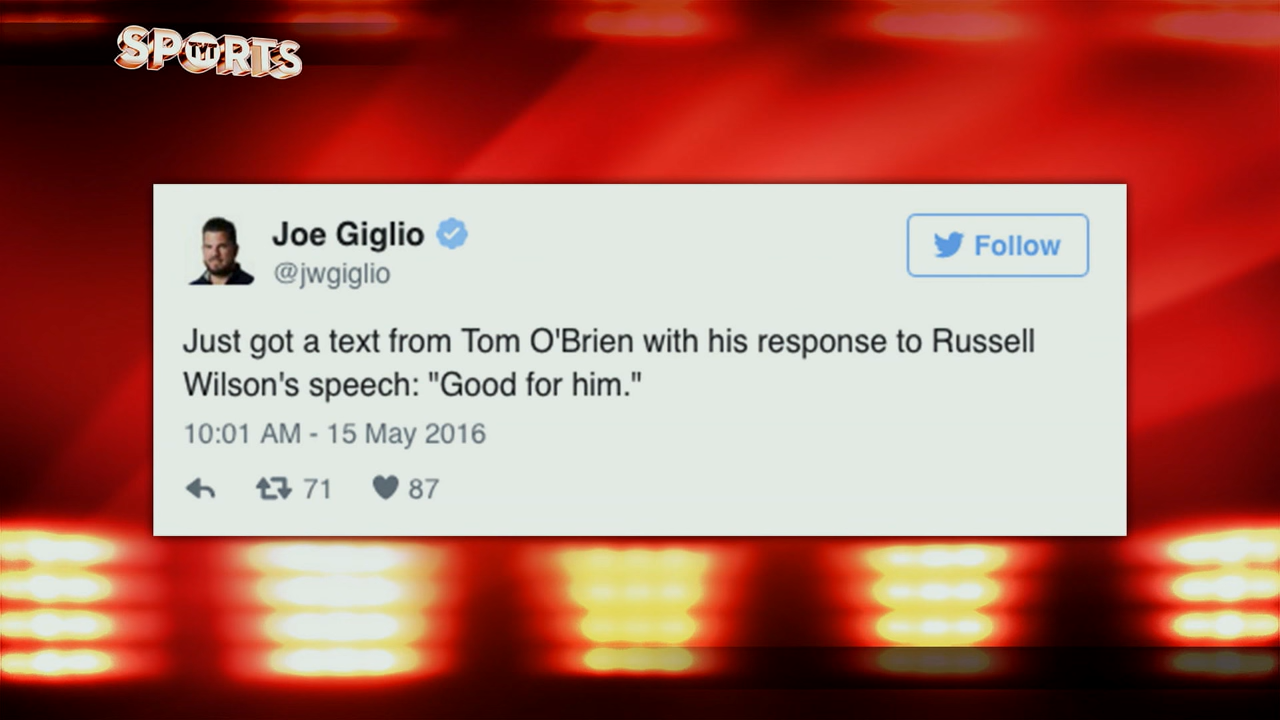 SPORTS
TYT
Joe Giglio
@jwgiglio
Follow
Just got a text from Tom O'Brien with his response to Russell
Wilson's speech: "Good for him."
10:01 AM - 15 May 2016
71 87